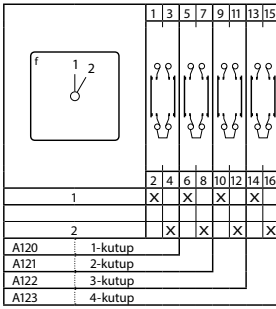 1 3 5 7 9 11 13 15
f 1 2
2 4 6 8 10 12 14 16
1 X X X X
2 X X X X
A120 1-kutup
A121 2-kutup
A122 3-kutup
A123 4-kutup